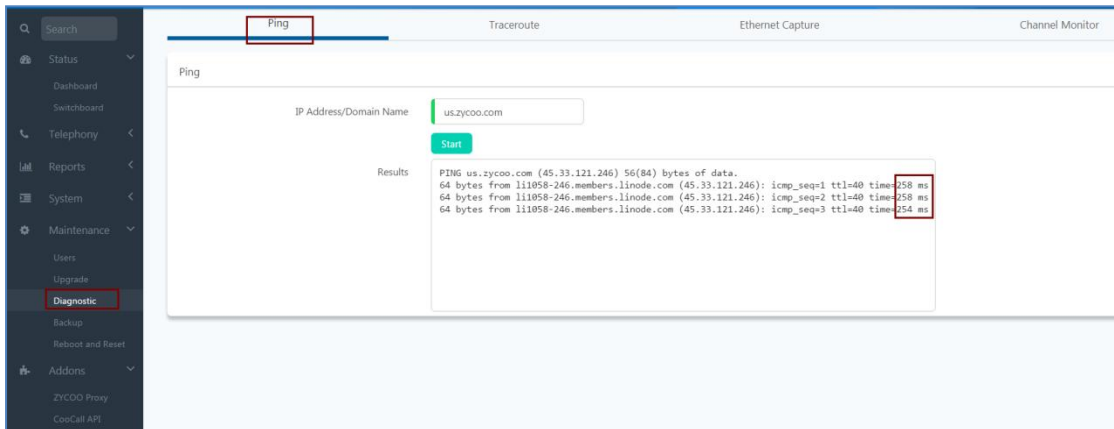 Search
Status
Dashboard
Switchboard
Telephony
Reports
System
Maintenance
Users
Upgrade
Diagnostic
Backup
Reboot and Reset
Addons
ZYCOO Proxy
CooCall API
Ping Traceroute Ethernet Capture Channel Monitor
Ping
IP Address/Domain Name us.zycoo.com
Start
Results
PING us.zycoo.com (45.33.121.246) 56(84) bytes of data.
64 bytes from li1058-246.members.linode.com (45.33.121.246): icmp_seq=1 ttl=40 time=258 ms
64 bytes from li1058-246.members.linode.com (45.33.121.246): icmp_seq=2 ttl=40 time=258 ms
64 bytes from li1058-246.members.linode.com (45.33.121.246): icmp_seq=3 ttl=40 time=254 ms